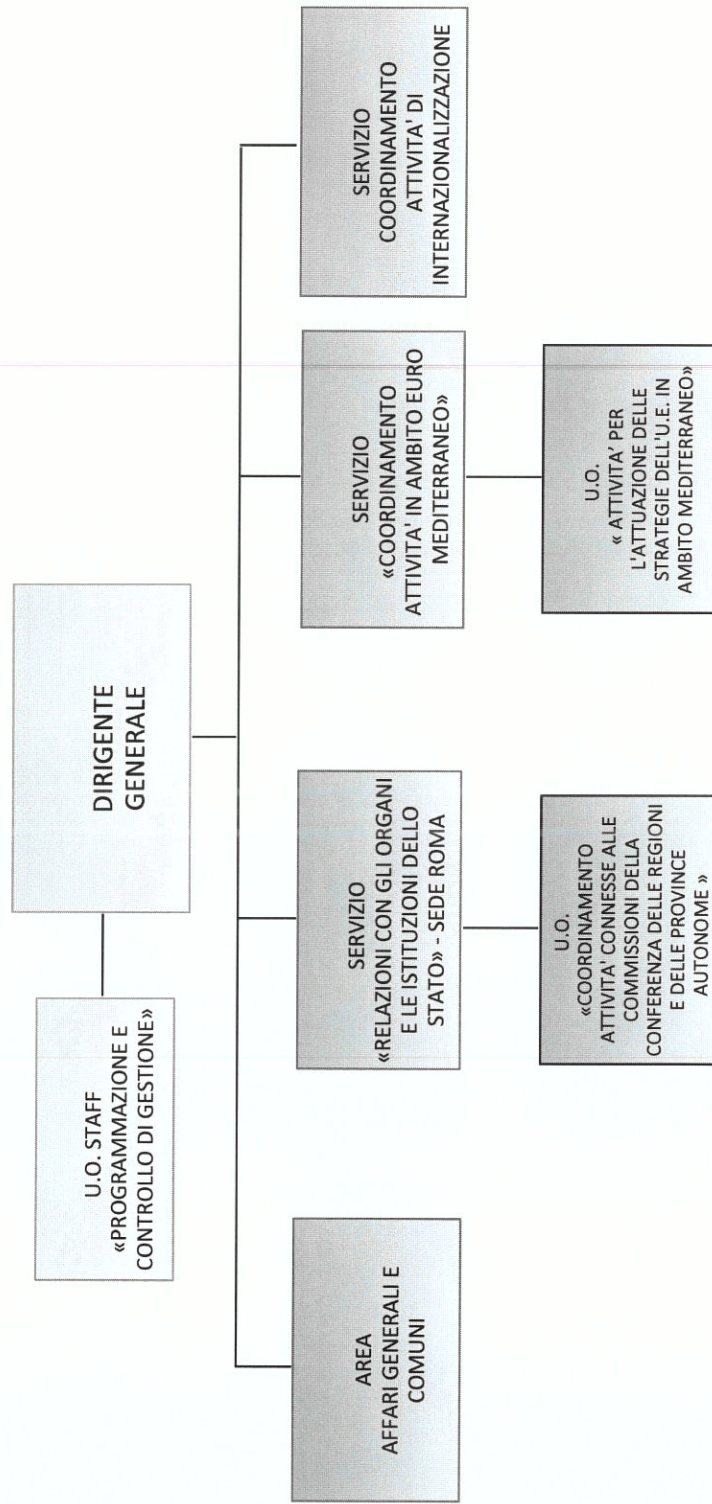 DIRIGENTE
GENERALE
U.O. STAFF
«PROGRAMMAZIONE E
CONTROLLO DI GESTIONE»
AREA
AFFARI GENERALI E
COMUNI
SERVIZIO
«RELAZIONI CON GLI ORGANI
E LE ISTITUZIONI DELLO
STATO» - SEDE ROMA
SERVIZIO
«COORDINAMENTO
ATTIVITA' IN AMBITO EURO
MEDITERRANEO»
SERVIZIO
COORDINAMENTO
ATTIVITA' DI
INTERNAZIONALIZZAZIONE
U.O.
«COORDINAMENTO
ATTIVITA' CONNESSE ALLE
COMMISSIONI DELLA
CONFERENZA DELLE REGIONI
E DELLE PROVINCE
AUTONOME »
U.O.
« ATTIVITA' PER
L'ATTUAZIONE DELLE
STRATEGIE DELL'U.E. IN
AMBITO MEDITERRANEO»